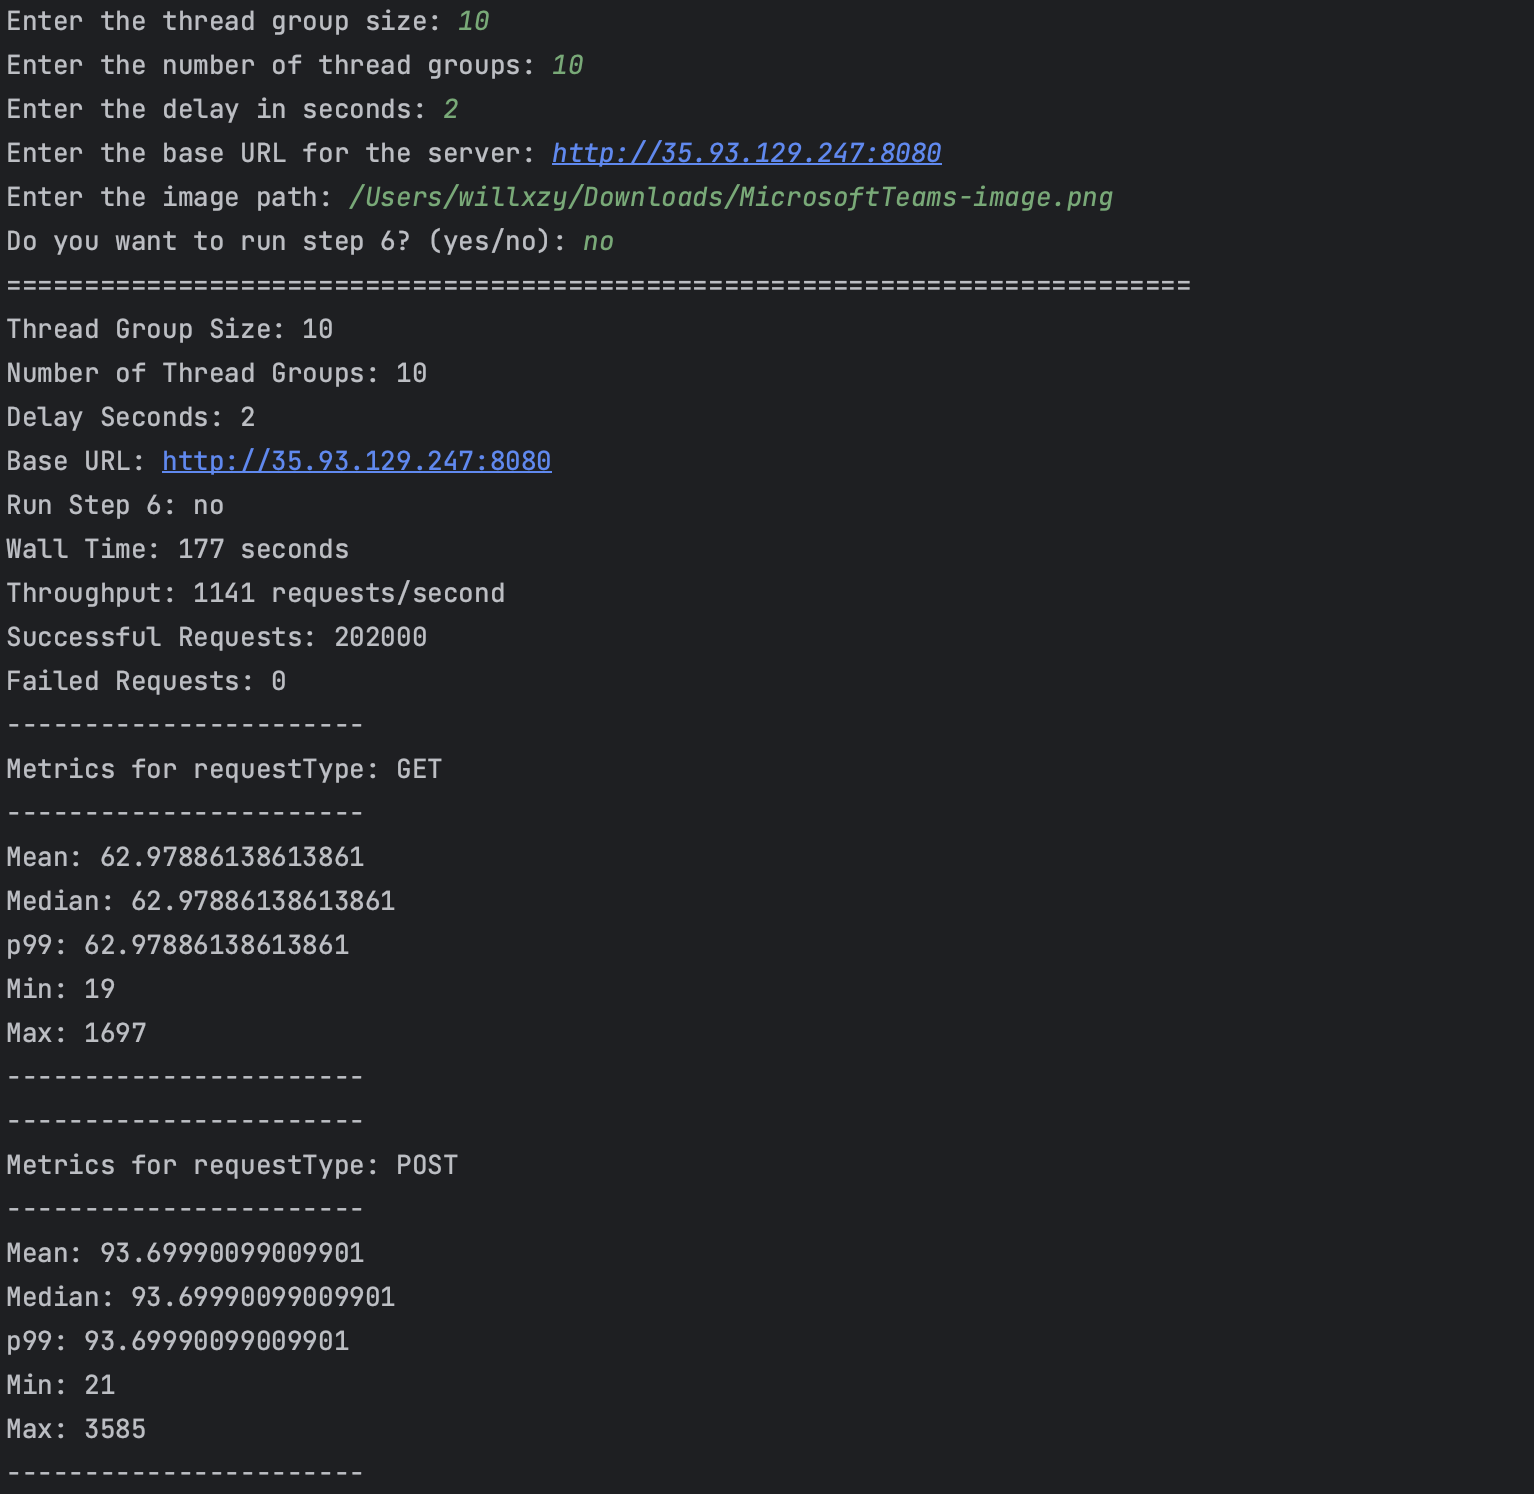 Enter the thread group size: 10
Enter the number of thread groups: 10
Enter the delay in seconds: 2
Enter the base URL for the server: http://35.93.129.247:8080
Enter the image path: /Users/willxzy/Downloads/MicrosoftTeams-image.png
Do you want to run step 6? (yes/no): no
============================================================================
Thread Group Size: 10
Number of Thread Groups: 10
Delay Seconds: 2
Base URL: http://35.93.129.247:8080
Run Step 6: no
Wall Time: 177 seconds
Throughput: 1141 requests/second
Successful Requests: 202000
Failed Requests: 0
-----------------------
Metrics for requestType: GET
-----------------------
Mean: 62.97886138613861
Median: 62.97886138613861
p99: 62.97886138613861
Min: 19
Max: 1697
-----------------------
-----------------------
Metrics for requestType: POST
-----------------------
Mean: 93.69990099009901
Median: 93.69990099009901
p99: 93.69990099009901
Min: 21
Max: 3585
-----------------------